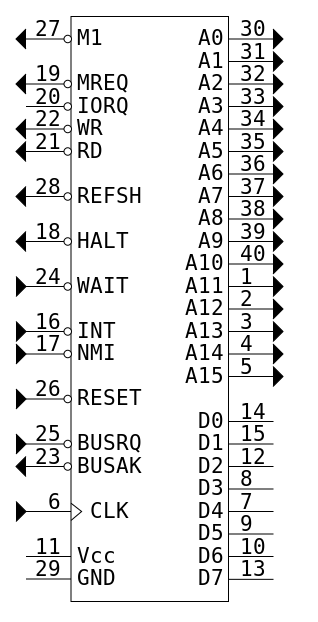 27 M1 A0 30
A1 31
19 MREQ A2 32
20 IORQ A3 33
22 WR A4 34
21 RD A5 35
A6 36
28 REFSH A7 37
A8 38
18 HALT A9 39
A10 40
24 WAIT A11 1
A12 2
16 INT A13 3
17 NMI A14 4
A15 5
26 RESET
D0 14
25 BUSRQ D1 15
23 BUSAK D2 12
D3 8
6 CLK D4 7
D5 9
11 Vcc D6 10
29 GND D7 13